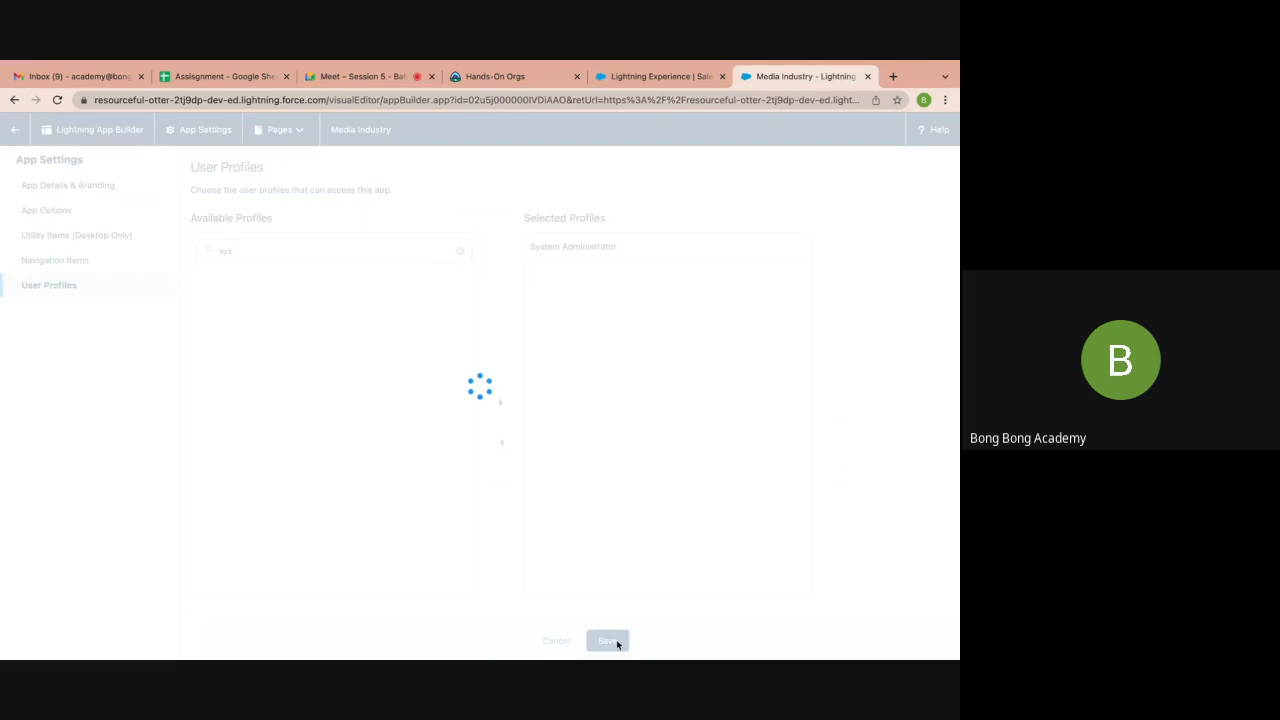 Inbox (9) – academy@bong
Assisgnment - Google She
Meet – Session 5 - Bat
Hands-On Orgs
Lightning Experience | Sale
Media Industry - Lightning
resourceful-otter-2tj9dp-dev-ed.lightning.force.com/visualEditor/appBuilder.app?id=02u5j000000IVDiAAO&retUrl=https%3A%2F%2Fresourceful-otter-2tj9dp-dev-ed.light...
B
Lightning App Builder
App Settings
Pages
Media Industry
? Help
App Settings
App Details & Branding
App Options
Utility Items (Desktop Only)
Navigation Items
User Profiles
User Profiles
Choose the user profiles that can access this app.
Available Profiles
Selected Profiles
sys
System Administrator
Cancel
Save
B
Bong Bong Academy